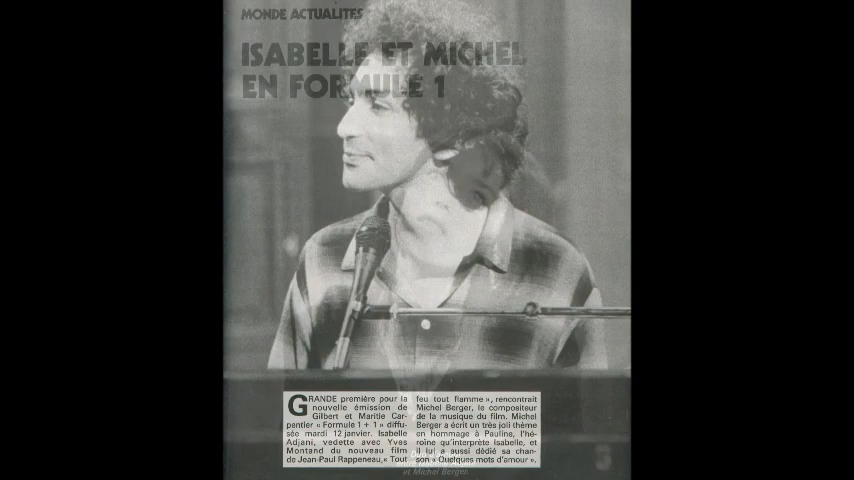 MONDE ACTUALITES
ISABELLE ET MICHEL
EN FORMULE 1
GRANDE première pour la
nouvelle émission de
Gilbert et Maritie Car-
pentier « Formule 1 + 1 » diffu-
sée mardi 12 janvier. Isabelle
Adjani, vedette avec Yves
Montand du nouveau film
de Jean-Paul Rappeneau, « Tout
feu tout flamme », rencontrait
Michel Berger, le compositeur
de la musique du film. Michel
Berger a écrit un très joli thème
en hommage à Pauline, l'hé-
roïne qu'interprète Isabelle, et
il lui a aussi dédié sa chan-
son « Quelques mots d'amour ».
et Michel Berger.